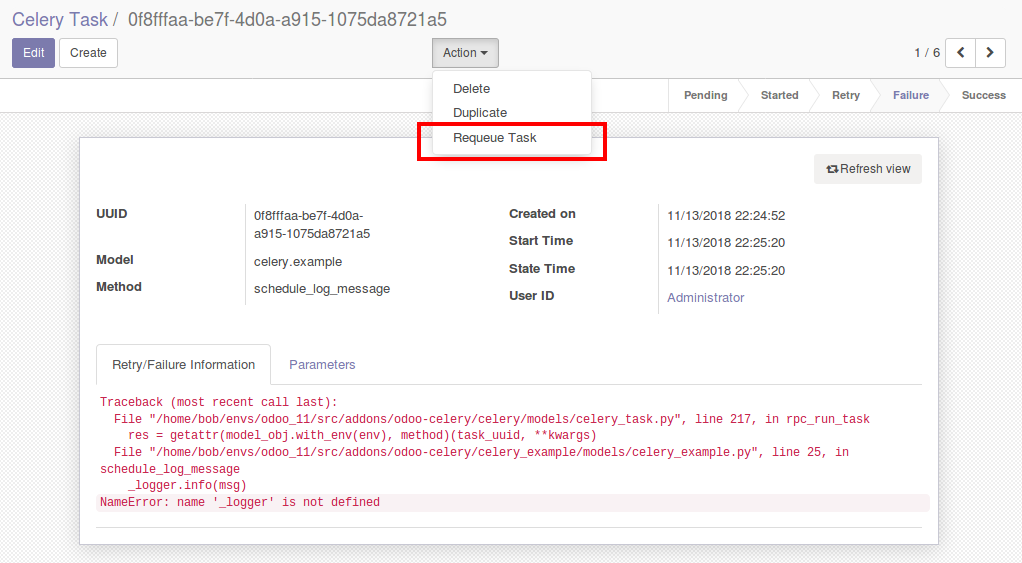 Celery Task / 0f8fffaa-be7f-4d0a-a915-1075da8721a5
Edit Create Action 1 / 6
Delete
Duplicate
Requeue Task
Pending Started Retry Failure Success
Refresh view
UUID 0f8fffaa-be7f-4d0a-
a915-1075da8721a5
Model celery.example
Method schedule_log_message
Created on 11/13/2018 22:24:52
Start Time 11/13/2018 22:25:20
State Time 11/13/2018 22:25:20
User ID Administrator
Retry/Failure Information Parameters
Traceback (most recent call last):
File "/home/bob/envs/odoo_11/src/addons/odoo-celery/celery/models/celery_task.py", line 217, in rpc_run_task
res = getattr(model_obj.with_env(env), method)(task_uuid, **kwargs)
File "/home/bob/envs/odoo_11/src/addons/odoo-celery/celery_example/models/celery_example.py", line 25, in
schedule_log_message
_logger.info(msg)
NameError: name '_logger' is not defined